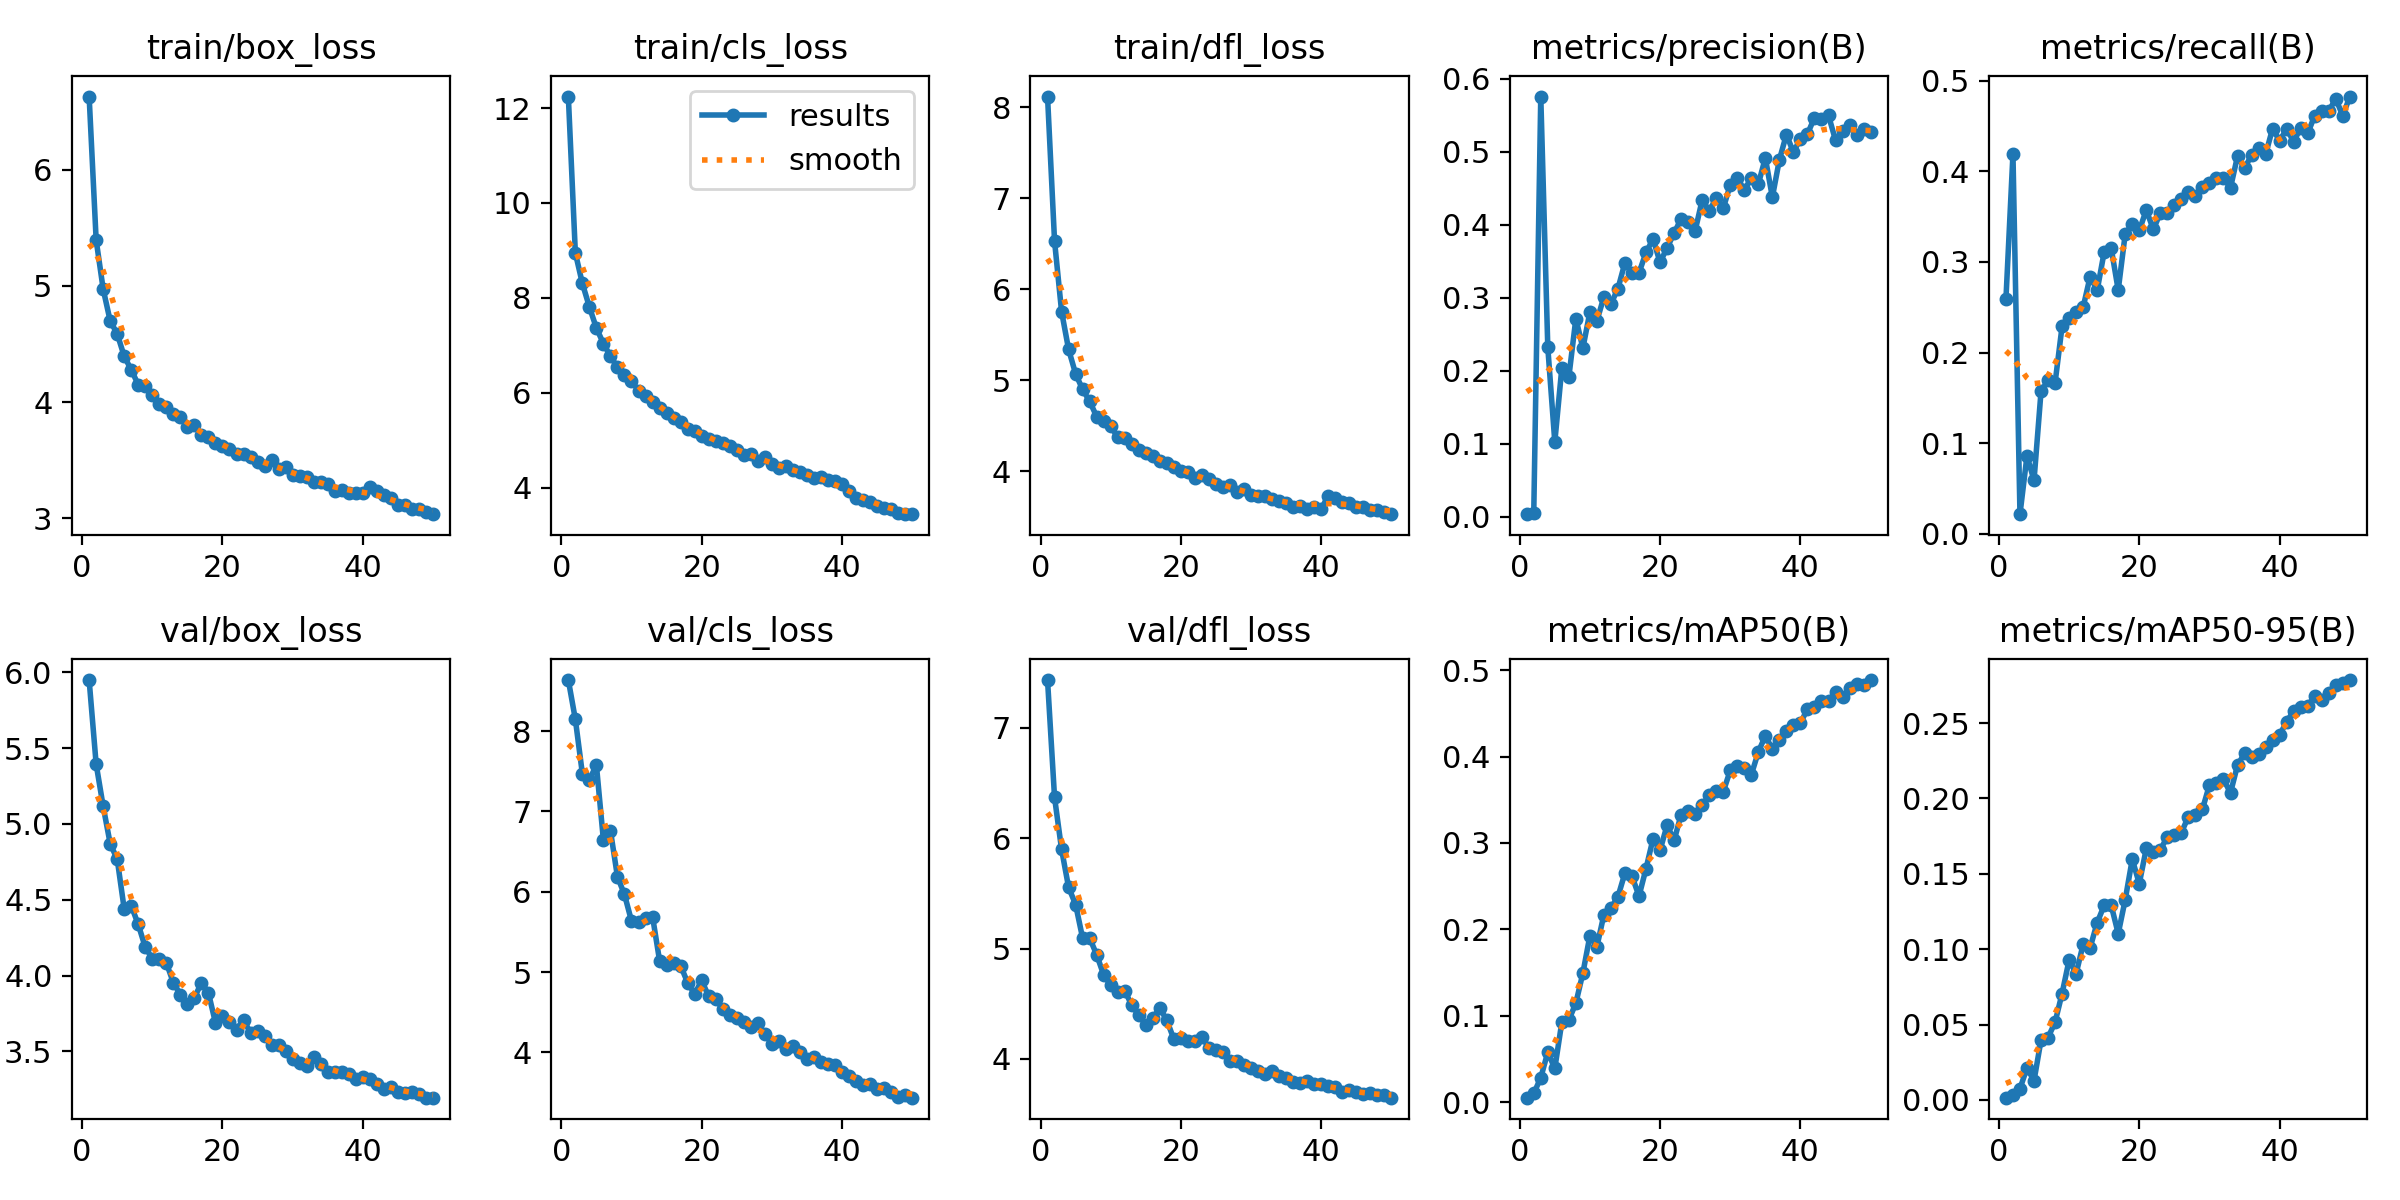 train/box_loss
6
5
4
3
0 20 40
train/cls_loss
results
smooth
12
10
8
6
4
0 20 40
train/dfl_loss
8
7
6
5
4
0 20 40
metrics/precision(B)
0.6
0.5
0.4
0.3
0.2
0.1
0.0
0 20 40
metrics/recall(B)
0.5
0.4
0.3
0.2
0.1
0.0
0 20 40
val/box_loss
6.0
5.5
5.0
4.5
4.0
3.5
0 20 40
val/cls_loss
8
7
6
5
4
0 20 40
val/dfl_loss
7
6
5
4
0 20 40
metrics/mAP50(B)
0.5
0.4
0.3
0.2
0.1
0.0
0 20 40
metrics/mAP50-95(B)
0.25
0.20
0.15
0.10
0.05
0.00
0 20 40